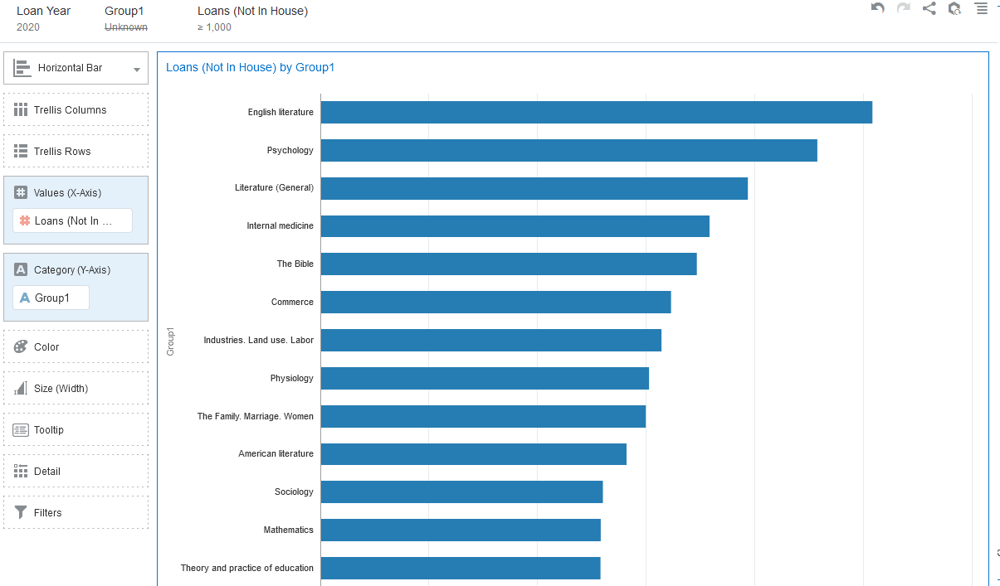 Loan Year
2020
Group1
Unknown
Loans (Not In House)
≥ 1,000
Horizontal Bar
Trellis Columns
Trellis Rows
Values (X-Axis)
Loans (Not In ...
Category (Y-Axis)
A Group1
Color
Size (Width)
Tooltip
Detail
Filters
Loans (Not In House) by Group1
Group1
English literature
Psychology
Literature (General)
Internal medicine
The Bible
Commerce
Industries. Land use. Labor
Physiology
The Family. Marriage. Women
American literature
Sociology
Mathematics
Theory and practice of education